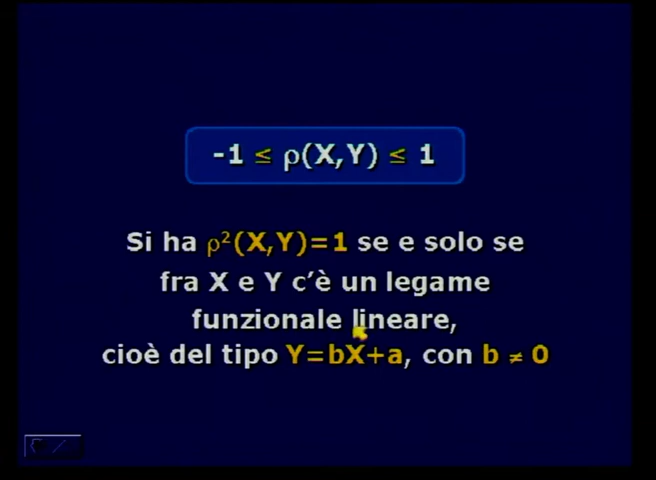 -1 ≤ ρ(X,Y) ≤ 1
Si ha ρ²(X,Y)=1 se e solo se
fra X e Y c'è un legame
funzionale lineare,
cioè del tipo Y=bX+a, con b ≠ 0